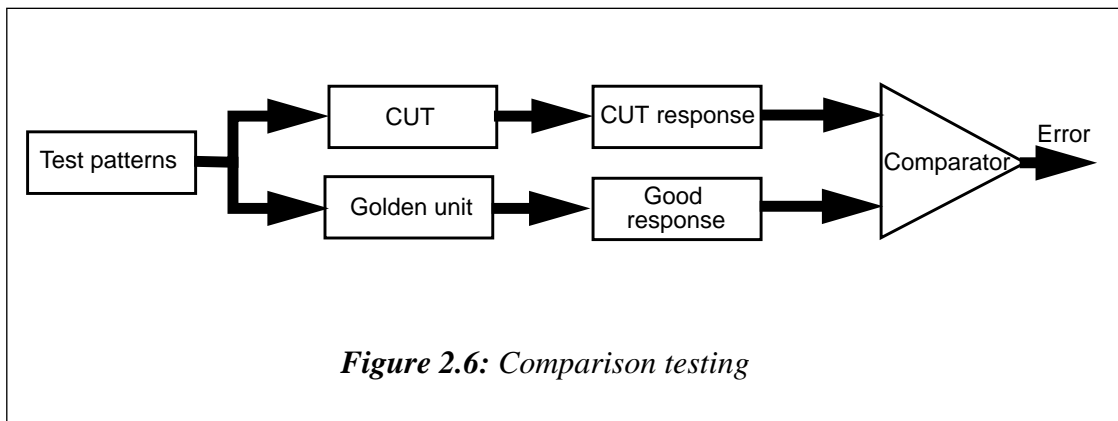 CUT
CUT response
Error
Test patterns
Comparator
Golden unit
Good
response
Figure 2.6: Comparison testing